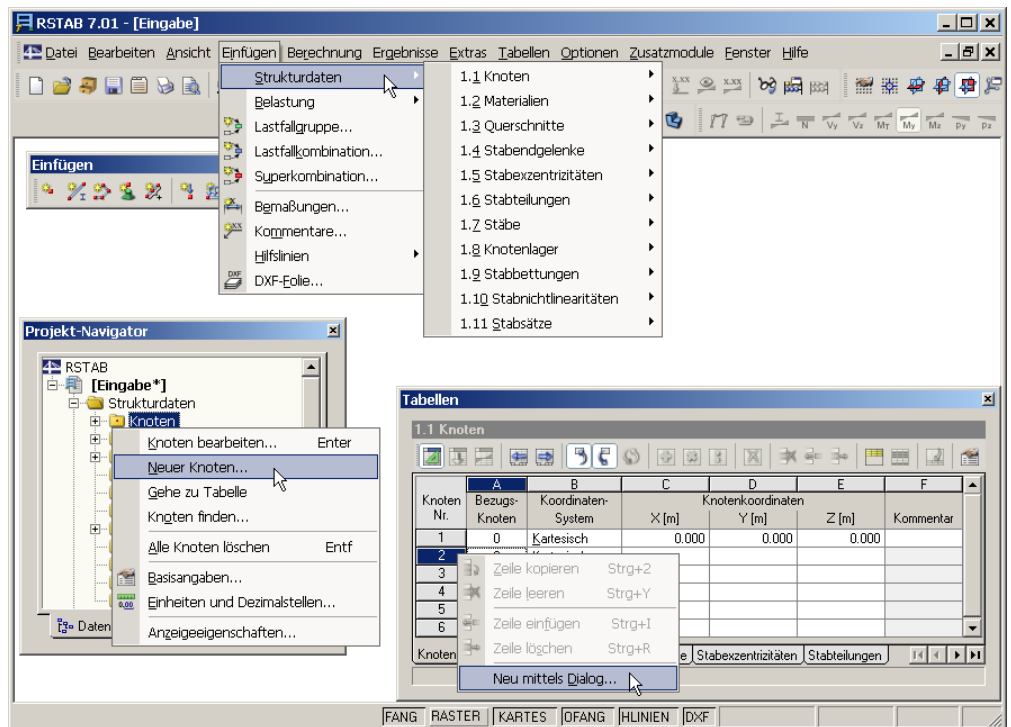 RSTAB 7.01 - [Eingabe]
Datei Bearbeiten Ansicht Einfügen Berechnung Ergebnisse Extras Tabellen Optionen Zusatzmodule Fenster Hilfe
Strukturdaten
Belastung
Lastfallgruppe...
Lastfallkombination...
Superkombination...
Bemaßungen...
Kommentare...
Hilfslinien
DXF-Folie...
1.1 Knoten
1.2 Materialien
1.3 Querschnitte
1.4 Stabendgelenke
1.5 Stabexzentrizitäten
1.6 Stabteilungen
1.7 Stäbe
1.8 Knotenlager
1.9 Stabbettungen
1.10 Stabnichtlinearitäten
1.11 Stabsätze
Einfügen
Projekt-Navigator
RSTAB
[Eingabe*]
Strukturdaten
Knoten
Knoten bearbeiten... Enter
Neuer Knoten...
Gehe zu Tabelle
Knoten finden...
Alle Knoten löschen Entf
Basisangaben...
Einheiten und Dezimalstellen...
Anzeigeeigenschaften...
Daten
Tabellen
1.1 Knoten
A B C D E F
Knoten Bezugs- Koordinaten- Knotenkoordinaten
Nr. Knoten System X [m] Y [m] Z [m] Kommentar
1 0 Kartesisch 0.000 0.000 0.000
2
3
4
5
6
Zeile kopieren Strg+2
Zeile leeren Strg+Y
Zeile einfügen Strg+I
Zeile löschen Strg+R
Neu mittels Dialog...
Knoten
e Stabexzentrizitäten Stabteilungen
FANG RASTER KARTES OFANG HLINIEN DXF